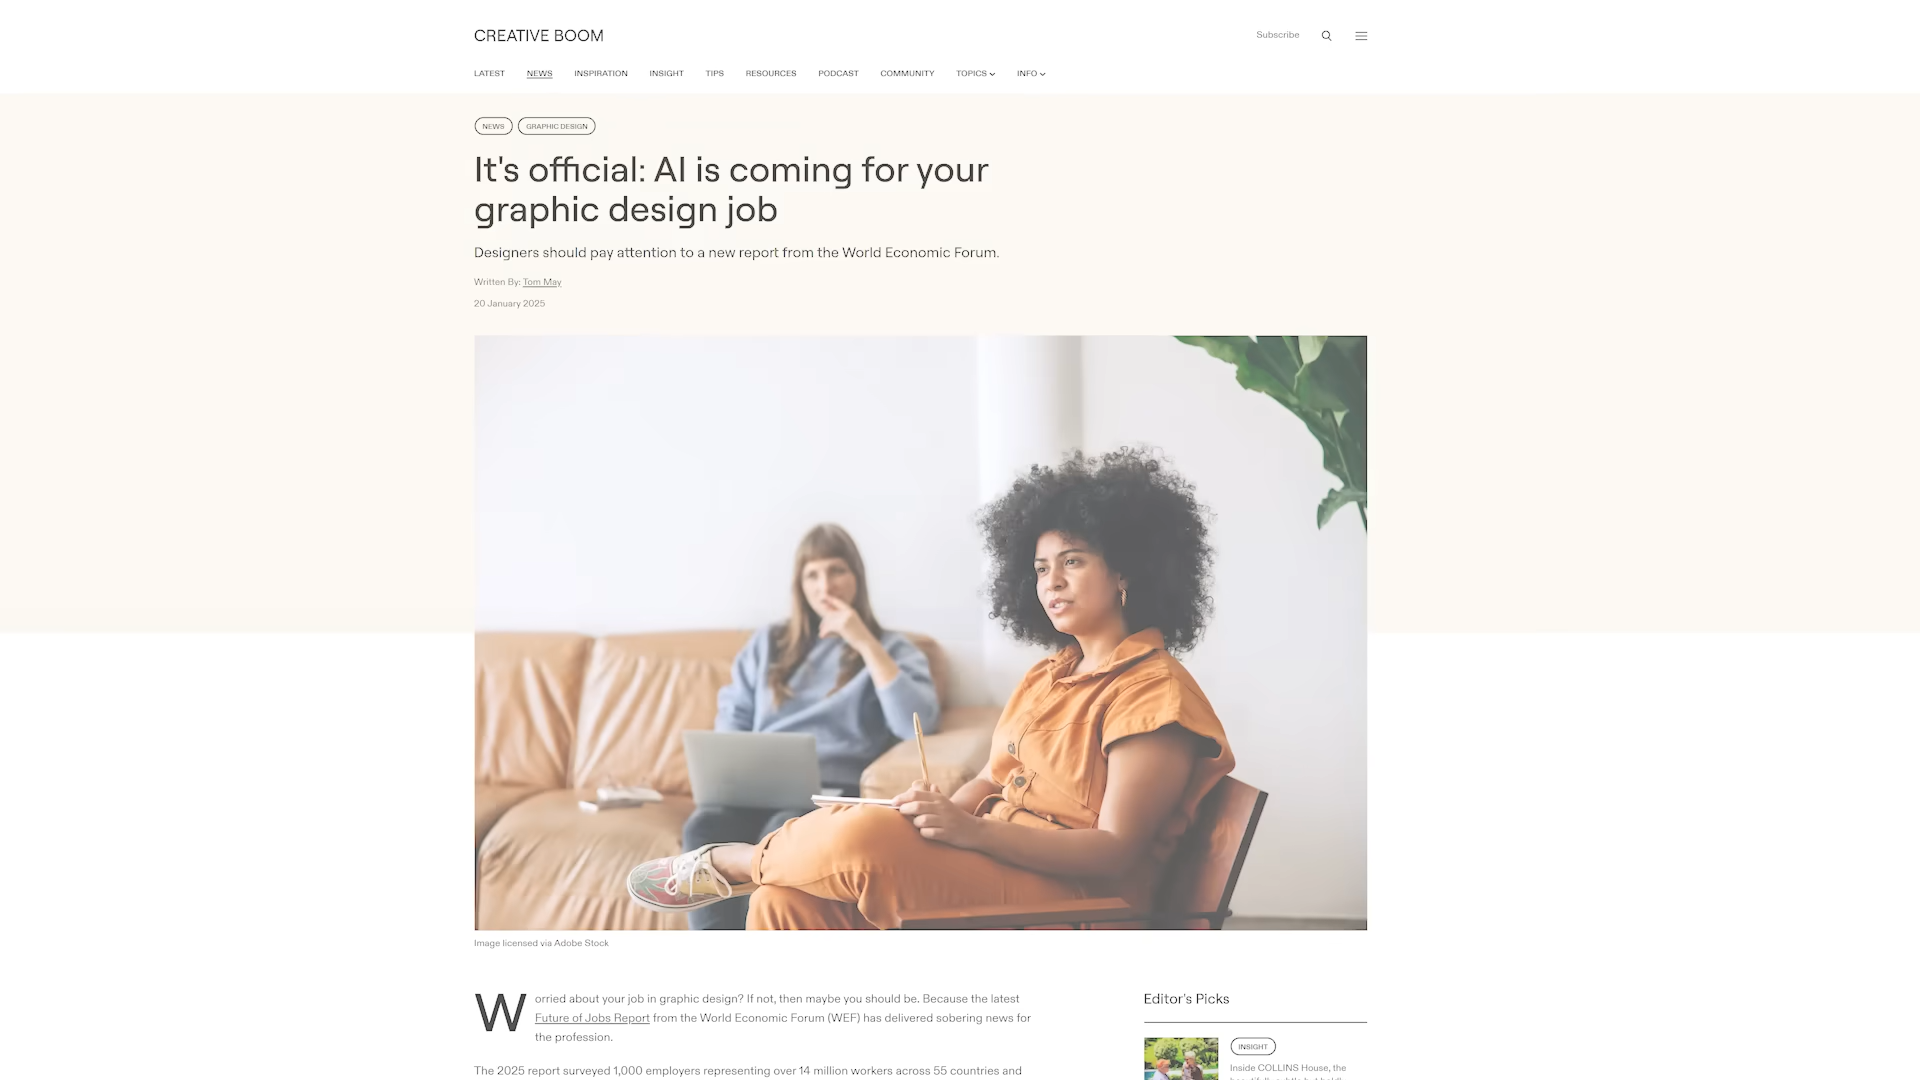 CREATIVE BOOM
Subscribe
LATEST NEWS INSPIRATION INSIGHT TIPS RESOURCES PODCAST COMMUNITY TOPICS INFO
NEWS GRAPHIC DESIGN
It's official: AI is coming for your
graphic design job
Designers should pay attention to a new report from the World Economic Forum.
Written By: Tom May
20 January 2025
Image licensed via Adobe Stock
Worried about your job in graphic design? If not, then maybe you should be. Because the latest
Future of Jobs Report from the World Economic Forum (WEF) has delivered sobering news for
the profession.
The 2025 report surveyed 1,000 employers representing over 14 million workers across 55 countries and
Editor's Picks
INSIGHT
Inside COLLINS House, the